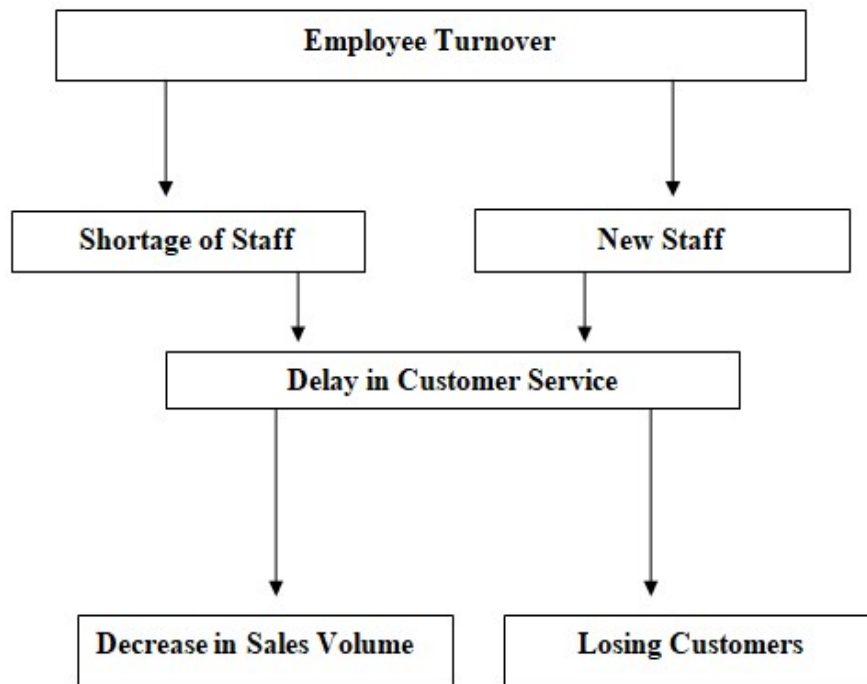 Employee Turnover
Shortage of Staff
New Staff
Delay in Customer Service
Decrease in Sales Volume
Losing Customers